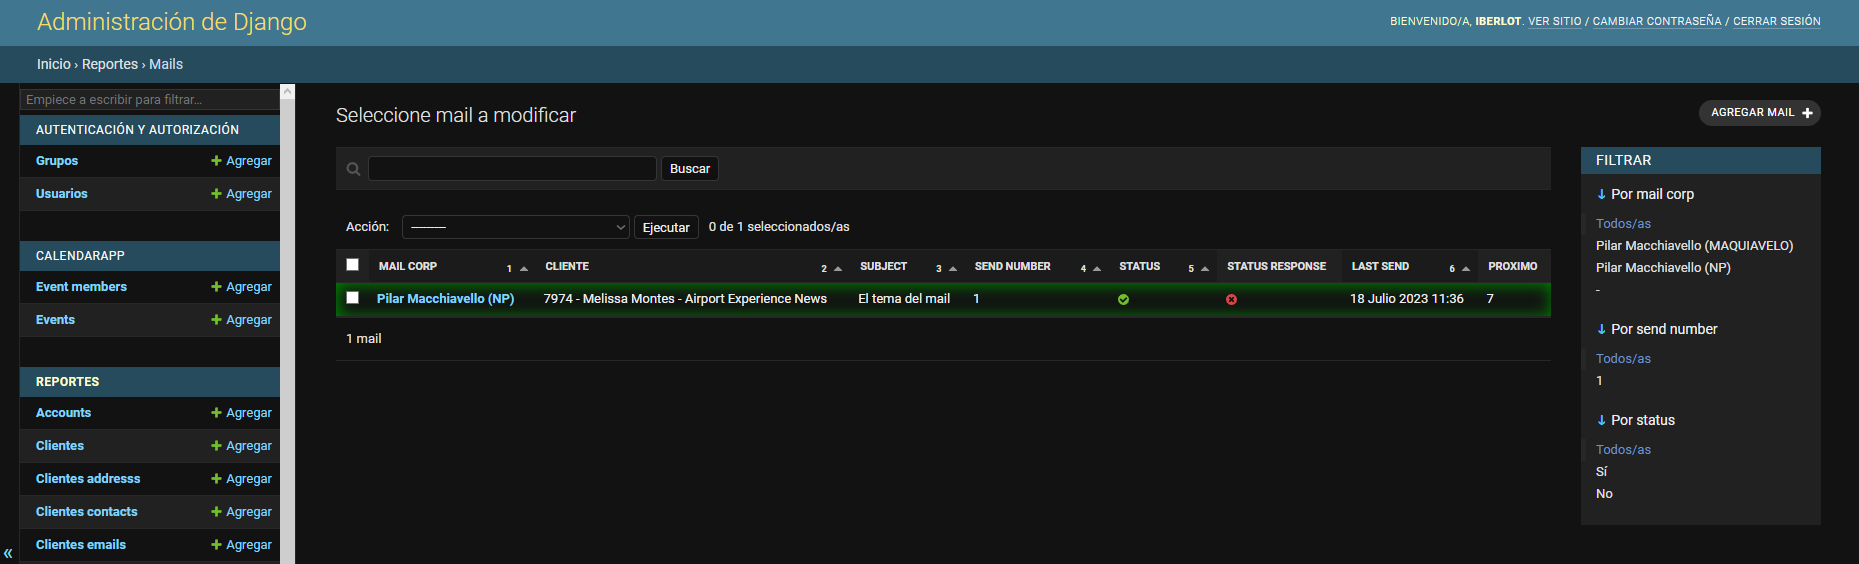 Administración de Django
BIENVENIDO/A, IBERLOT. VER SITIO / CAMBIAR CONTRASEÑA / CERRAR SESIÓN
Inicio › Reportes › Mails
Empiece a escribir para filtrar...
AUTENTICACIÓN Y AUTORIZACIÓN
Grupos + Agregar
Usuarios + Agregar
CALENDARAPP
Event members + Agregar
Events + Agregar
REPORTES
Accounts + Agregar
Clientes + Agregar
Clientes addresss + Agregar
Clientes contacts + Agregar
Clientes emails + Agregar
«
Seleccione mail a modificar
AGREGAR MAIL +
Buscar
Acción: --------- Ejecutar 0 de 1 seleccionados/as
MAIL CORP 1 CLIENTE 2 SUBJECT 3 SEND NUMBER 4 STATUS 5 STATUS RESPONSE LAST SEND 6 PROXIMO
Pilar Macchiavello (NP) 7974 - Melissa Montes - Airport Experience News El tema del mail 1 18 Julio 2023 11:36 7
1 mail
FILTRAR
↓ Por mail corp
Todos/as
Pilar Macchiavello (MAQUIAVELO)
Pilar Macchiavello (NP)
-
↓ Por send number
Todos/as
1
↓ Por status
Todos/as
Sí
No